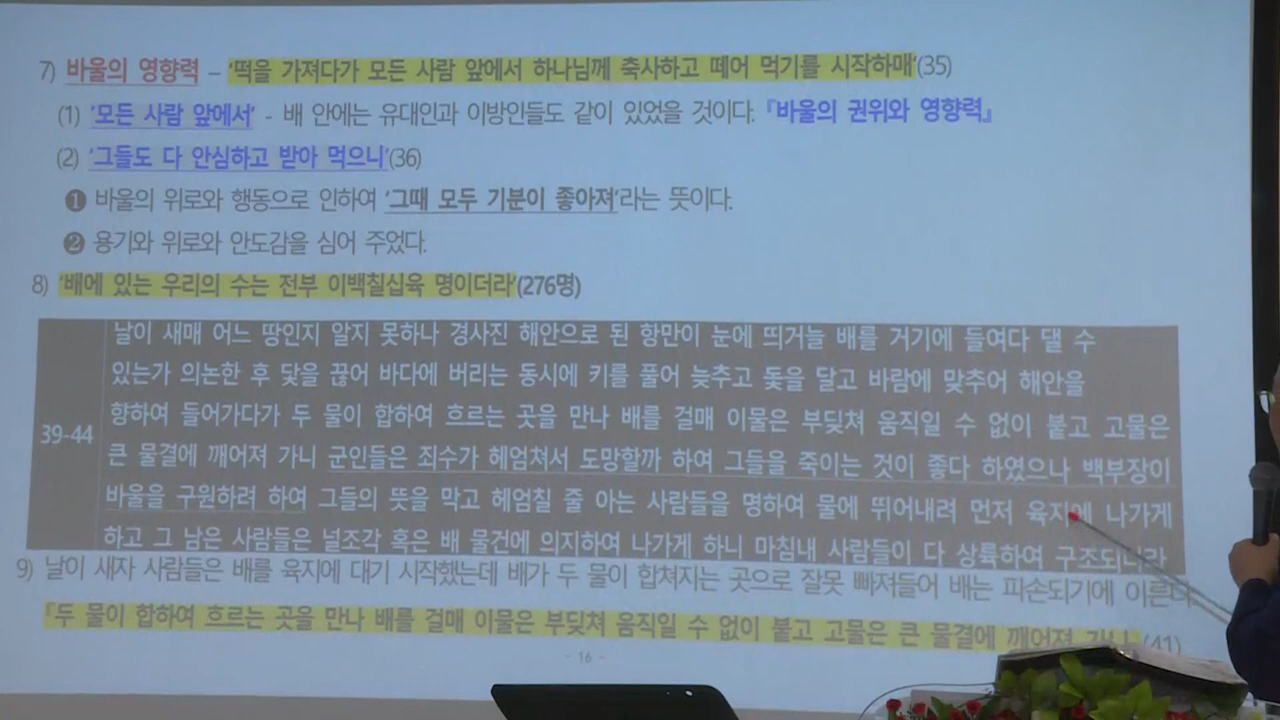 7) 바울의 영향력 – '떡을 가져다가 모든 사람 앞에서 하나님께 축사하고 떼어 먹기를 시작하매'(35)
(1) '모든 사람 앞에서' - 배 안에는 유대인과 이방인들도 같이 있었을 것이다. 『바울의 권위와 영향력』
(2) '그들도 다 안심하고 받아 먹으니'(36)
❶ 바울의 위로와 행동으로 인하여 '그때 모두 기분이 좋아져'라는 뜻이다.
❷ 용기와 위로와 안도감을 심어 주었다.
8) '배에 있는 우리의 수는 전부 이백칠십육 명이더라'(276명)
날이 새매 어느 땅인지 알지 못하나 경사진 해안으로 된 항만이 눈에 띄거늘 배를 거기에 들여다 댈 수
있는가 의논한 후 닻을 끊어 바다에 버리는 동시에 키를 풀어 늦추고 돛을 달고 바람에 맞추어 해안을
향하여 들어가다가 두 물이 합하여 흐르는 곳을 만나 배를 걸매 이물은 부딪쳐 움직일 수 없이 붙고 고물은
39-44
큰 물결에 깨어져 가니 군인들은 죄수가 헤엄쳐서 도망할까 하여 그들을 죽이는 것이 좋다 하였으나 백부장이
바울을 구원하려 하여 그들의 뜻을 막고 헤엄칠 줄 아는 사람들을 명하여 물에 뛰어내려 먼저 육지에 나가게
하고 그 남은 사람들은 널조각 혹은 배 물건에 의지하여 나가게 하니 마침내 사람들이 다 상륙하여 구조되니라
9) 날이 새자 사람들은 배를 육지에 대기 시작했는데 배가 두 물이 합쳐지는 곳으로 잘못 빠져들어 배는 피손되기에 이른다.
『두 물이 합하여 흐르는 곳을 만나 배를 걸매 이물은 부딪쳐 움직일 수 없이 붙고 고물은 큰 물결에 깨어져 가니 (41)
- 16 -